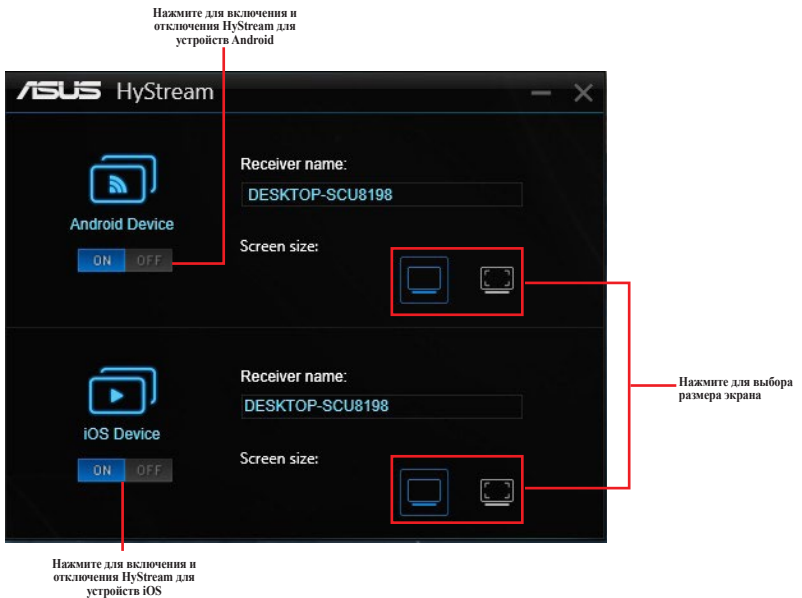 Нажмите для включения и
отключения HyStream для
устройств Android
ASUS HyStream
Receiver name:
DESKTOP-SCU8198
Android Device
Screen size:
ON OFF
Receiver name:
DESKTOP-SCU8198
iOS Device
Screen size:
ON OFF
Нажмите для выбора
размера экрана
Нажмите для включения и
отключения HyStream для
устройств iOS